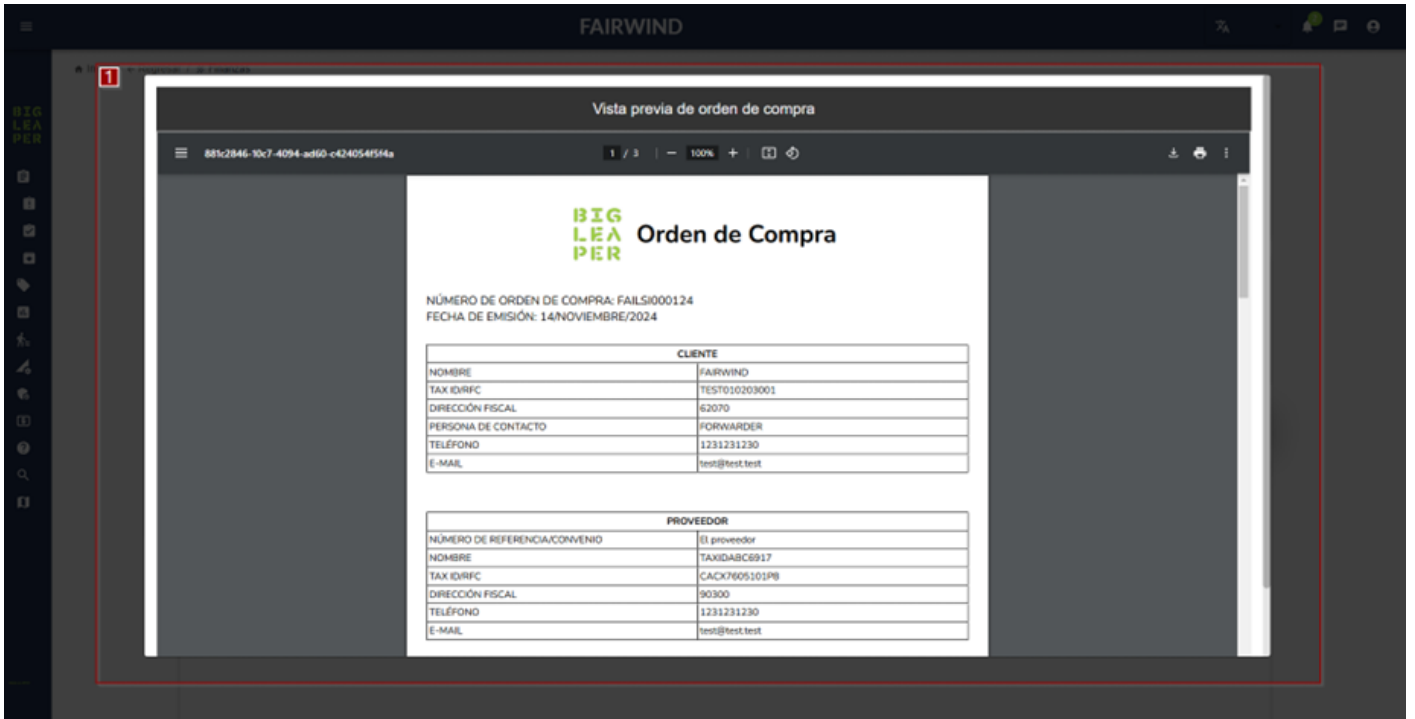 FAIRWIND
1
BIG
LEA
PER
Vista previa de orden de compra
881c2846-10c7-4094-ad60-c424054f5f4a
1 / 3
100%
BIG
LEA
PER
Orden de Compra
NÚMERO DE ORDEN DE COMPRA: FAILSI000124
FECHA DE EMISIÓN: 14/NOVIEMBRE/2024
CLIENTE
NOMBRE FAIRWIND
TAX ID/RFC TEST010203001
DIRECCIÓN FISCAL 62070
PERSONA DE CONTACTO FORWARDER
TELÉFONO 1231231230
E-MAIL test@test.test
PROVEEDOR
NÚMERO DE REFERENCIA/CONVENIO El proveedor
NOMBRE TAXIDABC6917
TAX ID/RFC CACX7605101P8
DIRECCIÓN FISCAL 90300
TELÉFONO 1231231230
E-MAIL test@test.test